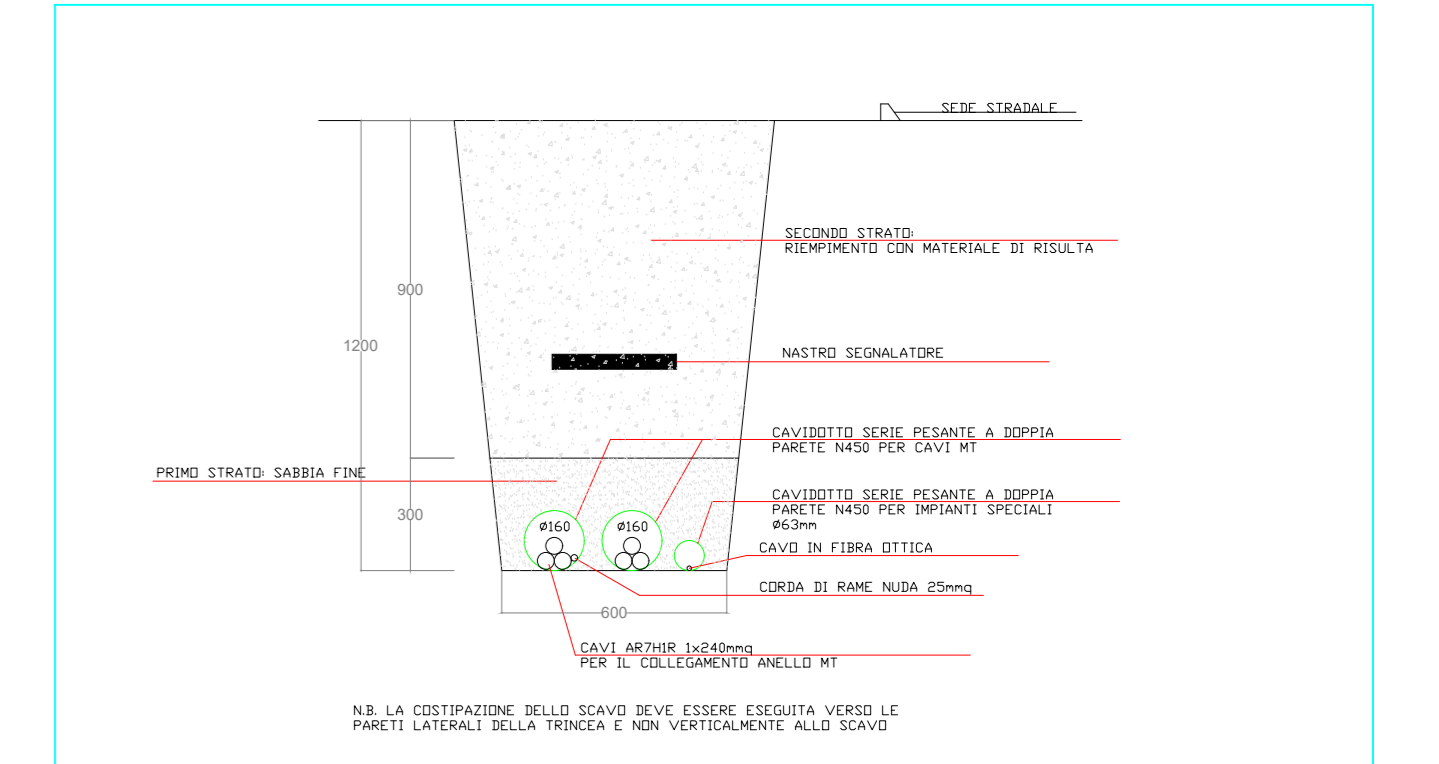 SEDE STRADALE
SECONDO STRATO:
RIEMPIMENTO CON MATERIALE DI RISULTA
900
1200
NASTRO SEGNALATORE
CAVIDOTTO SERIE PESANTE A DOPPIA
PARETE N450 PER CAVI MT
PRIMO STRATO: SABBIA FINE
CAVIDOTTO SERIE PESANTE A DOPPIA
PARETE N450 PER IMPIANTI SPECIALI
Ø63mm
300
Ø160
Ø160
CAVO IN FIBRA OTTICA
CORDA DI RAME NUDA 25mmq
600
CAVI AR7H1R 1x240mmq
PER IL COLLEGAMENTO ANELLO MT
N.B. LA COSTIPAZIONE DELLO SCAVO DEVE ESSERE ESEGUITA VERSO LE
PARETI LATERALI DELLA TRINCEA E NON VERTICALMENTE ALLO SCAVO